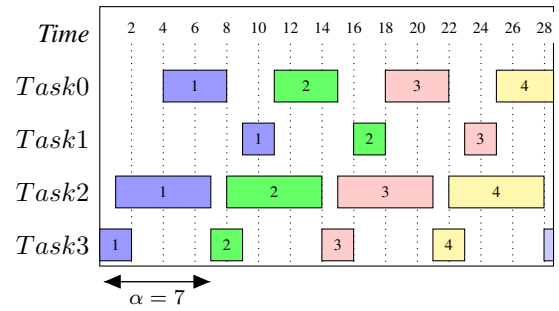 Time 2 4 6 8 10 12 14 16 18 20 22 24 26 28
Task0 1 2 3 4
Task1 1 2 3
Task2 1 2 3 4
Task3 1 2 3 4
α = 7